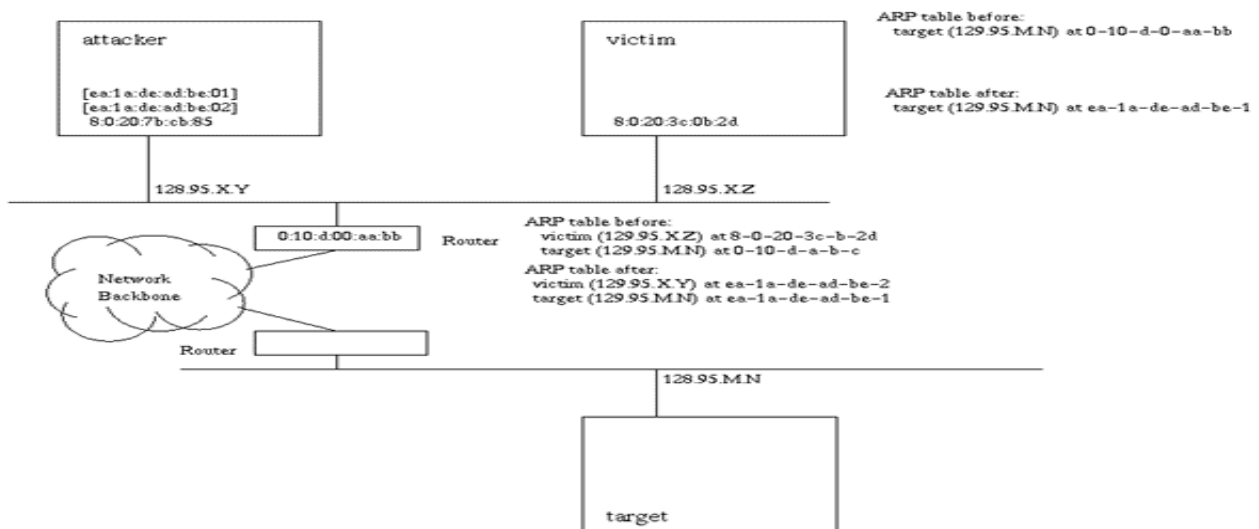 attacker
[ea:1a:de:ad:be:01]
[ea:1a:de:ad:be:02]
8:0:20:7b:cb:85
victim
8:0:20:3c:0b:2d
ARP table before:
target (129.95.M.N) at 0-10-d-0-aa-bb
ARP table after:
target (129.95.M.N) at ea-1a-de-ad-be-1
128.95.X.Y
128.95.X.Z
0:10:d:00:aa:bb
Router
ARP table before:
victim (129.95.X.Z) at 8-0-20-3c-b-2d
target (129.95.M.N) at 0-10-d-a-b-c
ARP table after:
victim (129.95.X.Y) at ea-1a-de-ad-be-2
target (129.95.M.N) at ea-1a-de-ad-be-1
Network
Backbone
Router
128.95.M.N
target